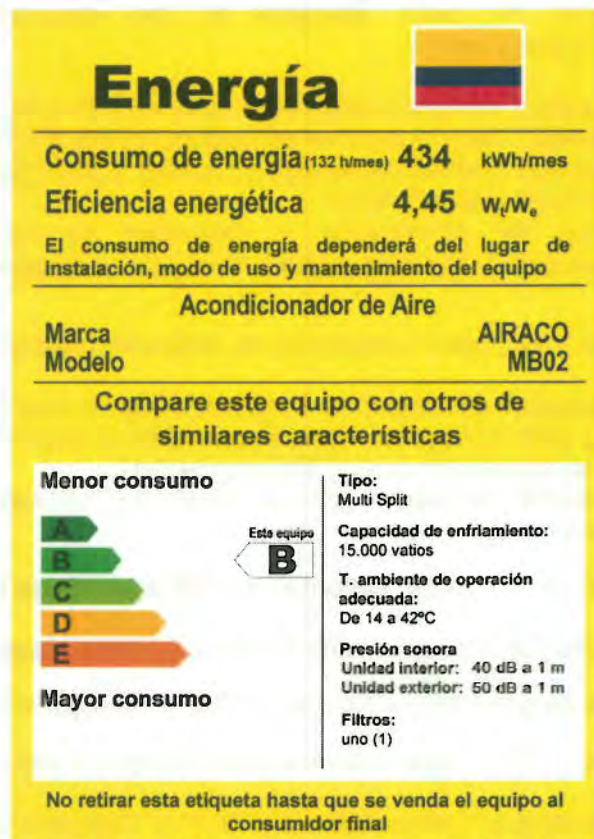 Energía
Consumo de energía (132 h/mes) 434 kWh/mes
Eficiencia energética 4,45 Wt/We
El consumo de energía dependerá del lugar de
instalación, modo de uso y mantenimiento del equipo
Acondicionador de Aire
Marca AIRACO
Modelo MB02
Compare este equipo con otros de
similares características
Menor consumo
A
B
C
D
E
Mayor consumo
Este equipo
B
Tipo:
Multi Split
Capacidad de enfriamiento:
15.000 vatios
T. ambiente de operación
adecuada:
De 14 a 42ºC
Presión sonora
Unidad interior: 40 dB a 1 m
Unidad exterior: 50 dB a 1 m
Filtros:
uno (1)
No retirar esta etiqueta hasta que se venda el equipo al
consumidor final